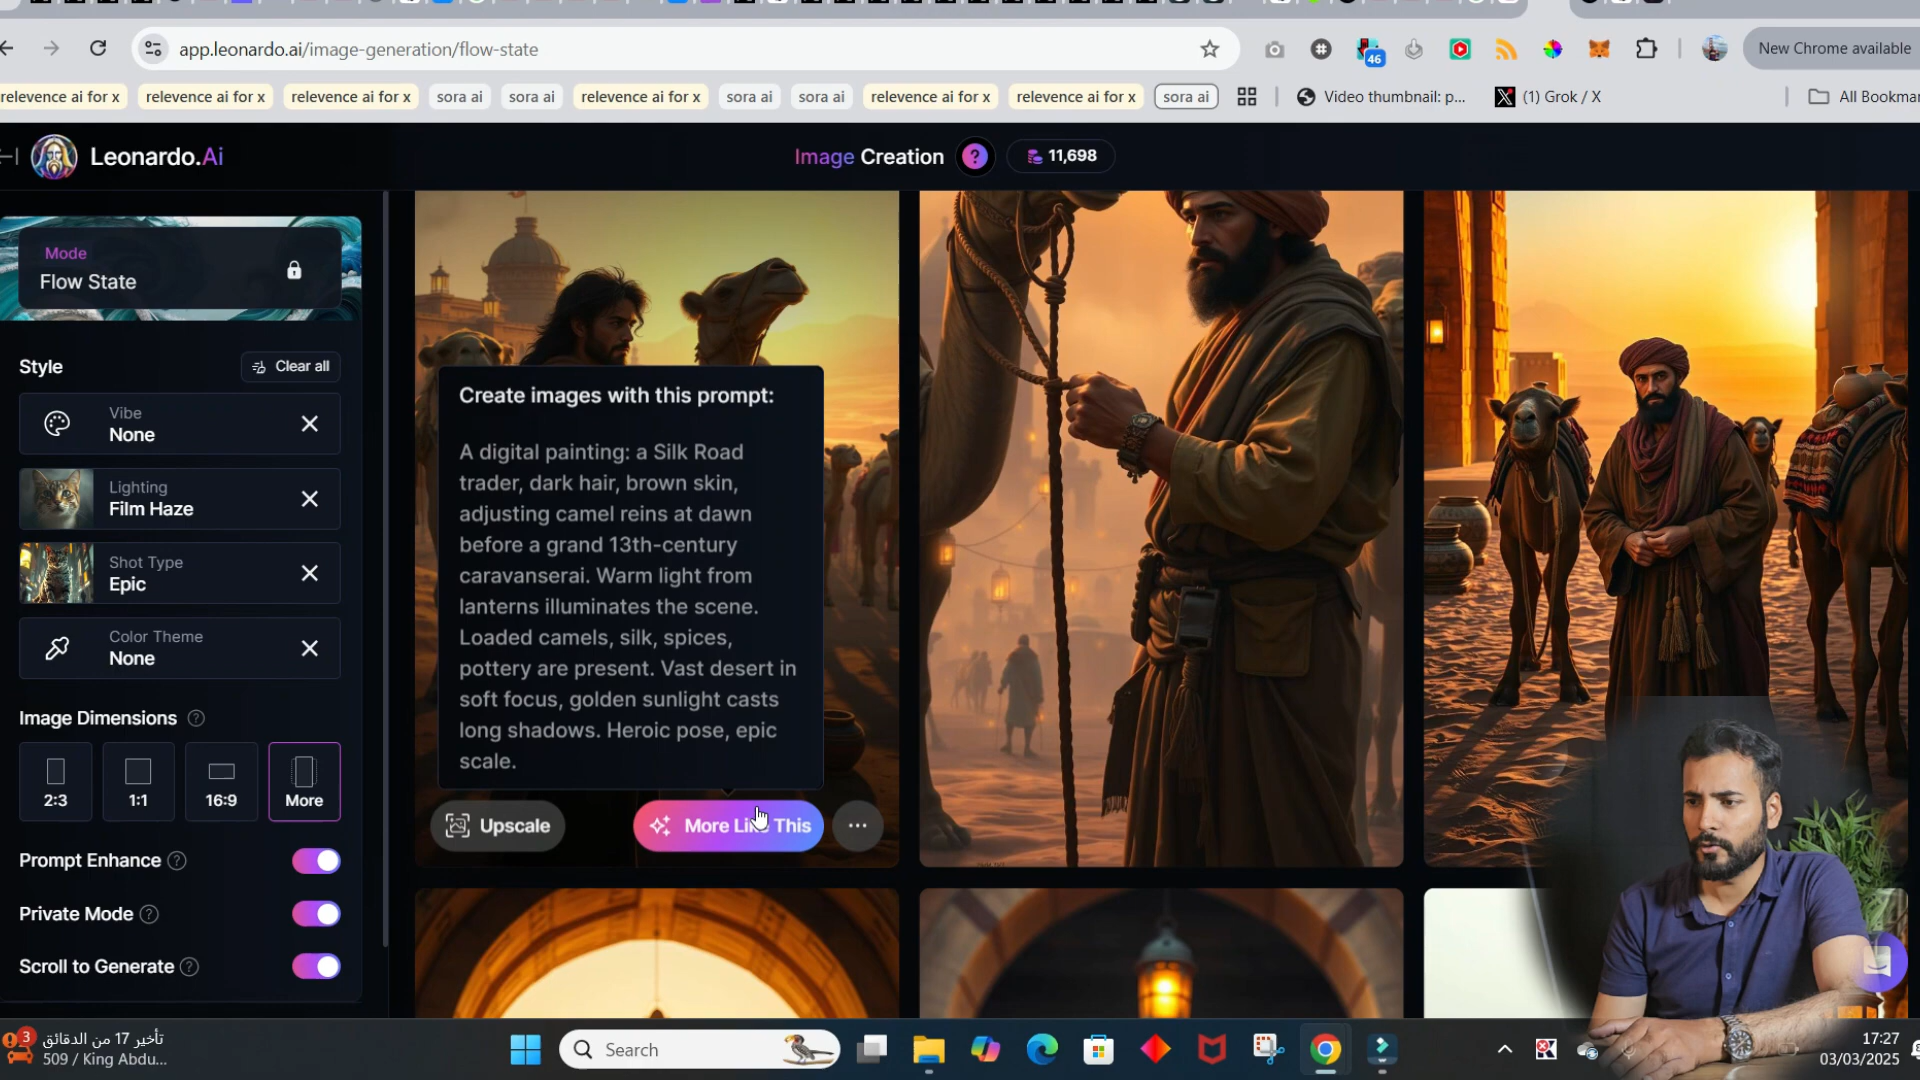 app.leonardo.ai/image-generation/flow-state
46
New Chrome available
relevence ai for x
relevence ai for x
relevence ai for x
sora ai
sora ai
relevence ai for x
sora ai
sora ai
relevence ai for x
relevence ai for x
sora ai
Video thumbnail: p...
(1) Grok / X
All Bookmar
Leonardo.Ai
Image Creation
?
11,698
Mode
Flow State
Style
Clear all
Vibe
None
Lighting
Film Haze
Shot Type
Epic
Color Theme
None
Image Dimensions ?
2:3
1:1
16:9
More
Prompt Enhance ?
Private Mode ?
Scroll to Generate ?
Create images with this prompt:
A digital painting: a Silk Road
trader, dark hair, brown skin,
adjusting camel reins at dawn
before a grand 13th-century
caravanserai. Warm light from
lanterns illuminates the scene.
Loaded camels, silk, spices,
pottery are present. Vast desert in
soft focus, golden sunlight casts
long shadows. Heroic pose, epic
scale.
Upscale
More Like This
3
تأخير 17 من الدقائق
509 / King Abdu...
Search
17:27
03/03/2025